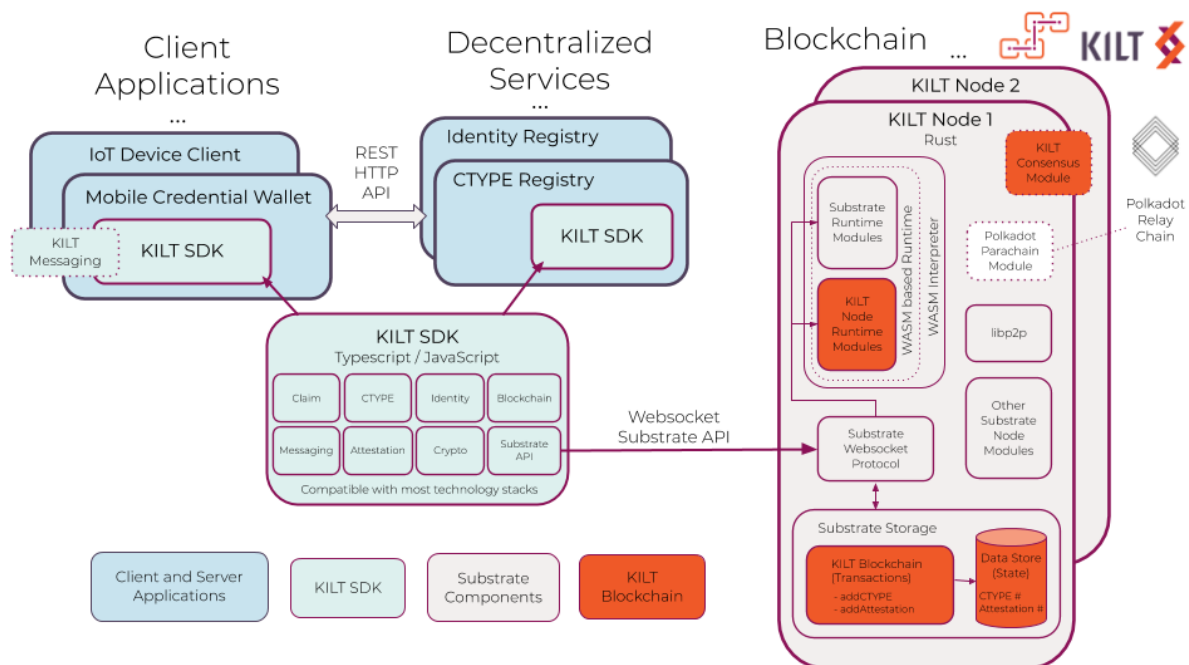 Client
Applications
...
Decentralized
Services
...
Blockchain
...
KILT
IoT Device Client
Mobile Credential Wallet
KILT
Messaging
KILT SDK
REST
HTTP
API
Identity Registry
CTYPE Registry
KILT SDK
KILT SDK
Typescript / JavaScript
Claim
CTYPE
Identity
Blockchain
Messaging
Attestation
Crypto
Substrate
API
Compatible with most technology stacks
Websocket
Substrate API
KILT Node 2
KILT Node 1
Rust
KILT
Consensus
Module
Polkadot
Relay
Chain
Substrate
Runtime
Modules
KILT
Node
Runtime
Modules
WASM based Runtime
WASM Interpreter
Polkadot
Parachain
Module
libp2p
Other
Substrate
Node
Modules
Substrate
Websocket
Protocol
Substrate Storage
KILT Blockchain
(Transactions)
- addCTYPE
- addAttestation
Data Store
(State)
CTYPE #
Attestation #
Client and Server
Applications
KILT SDK
Substrate
Components
KILT
Blockchain